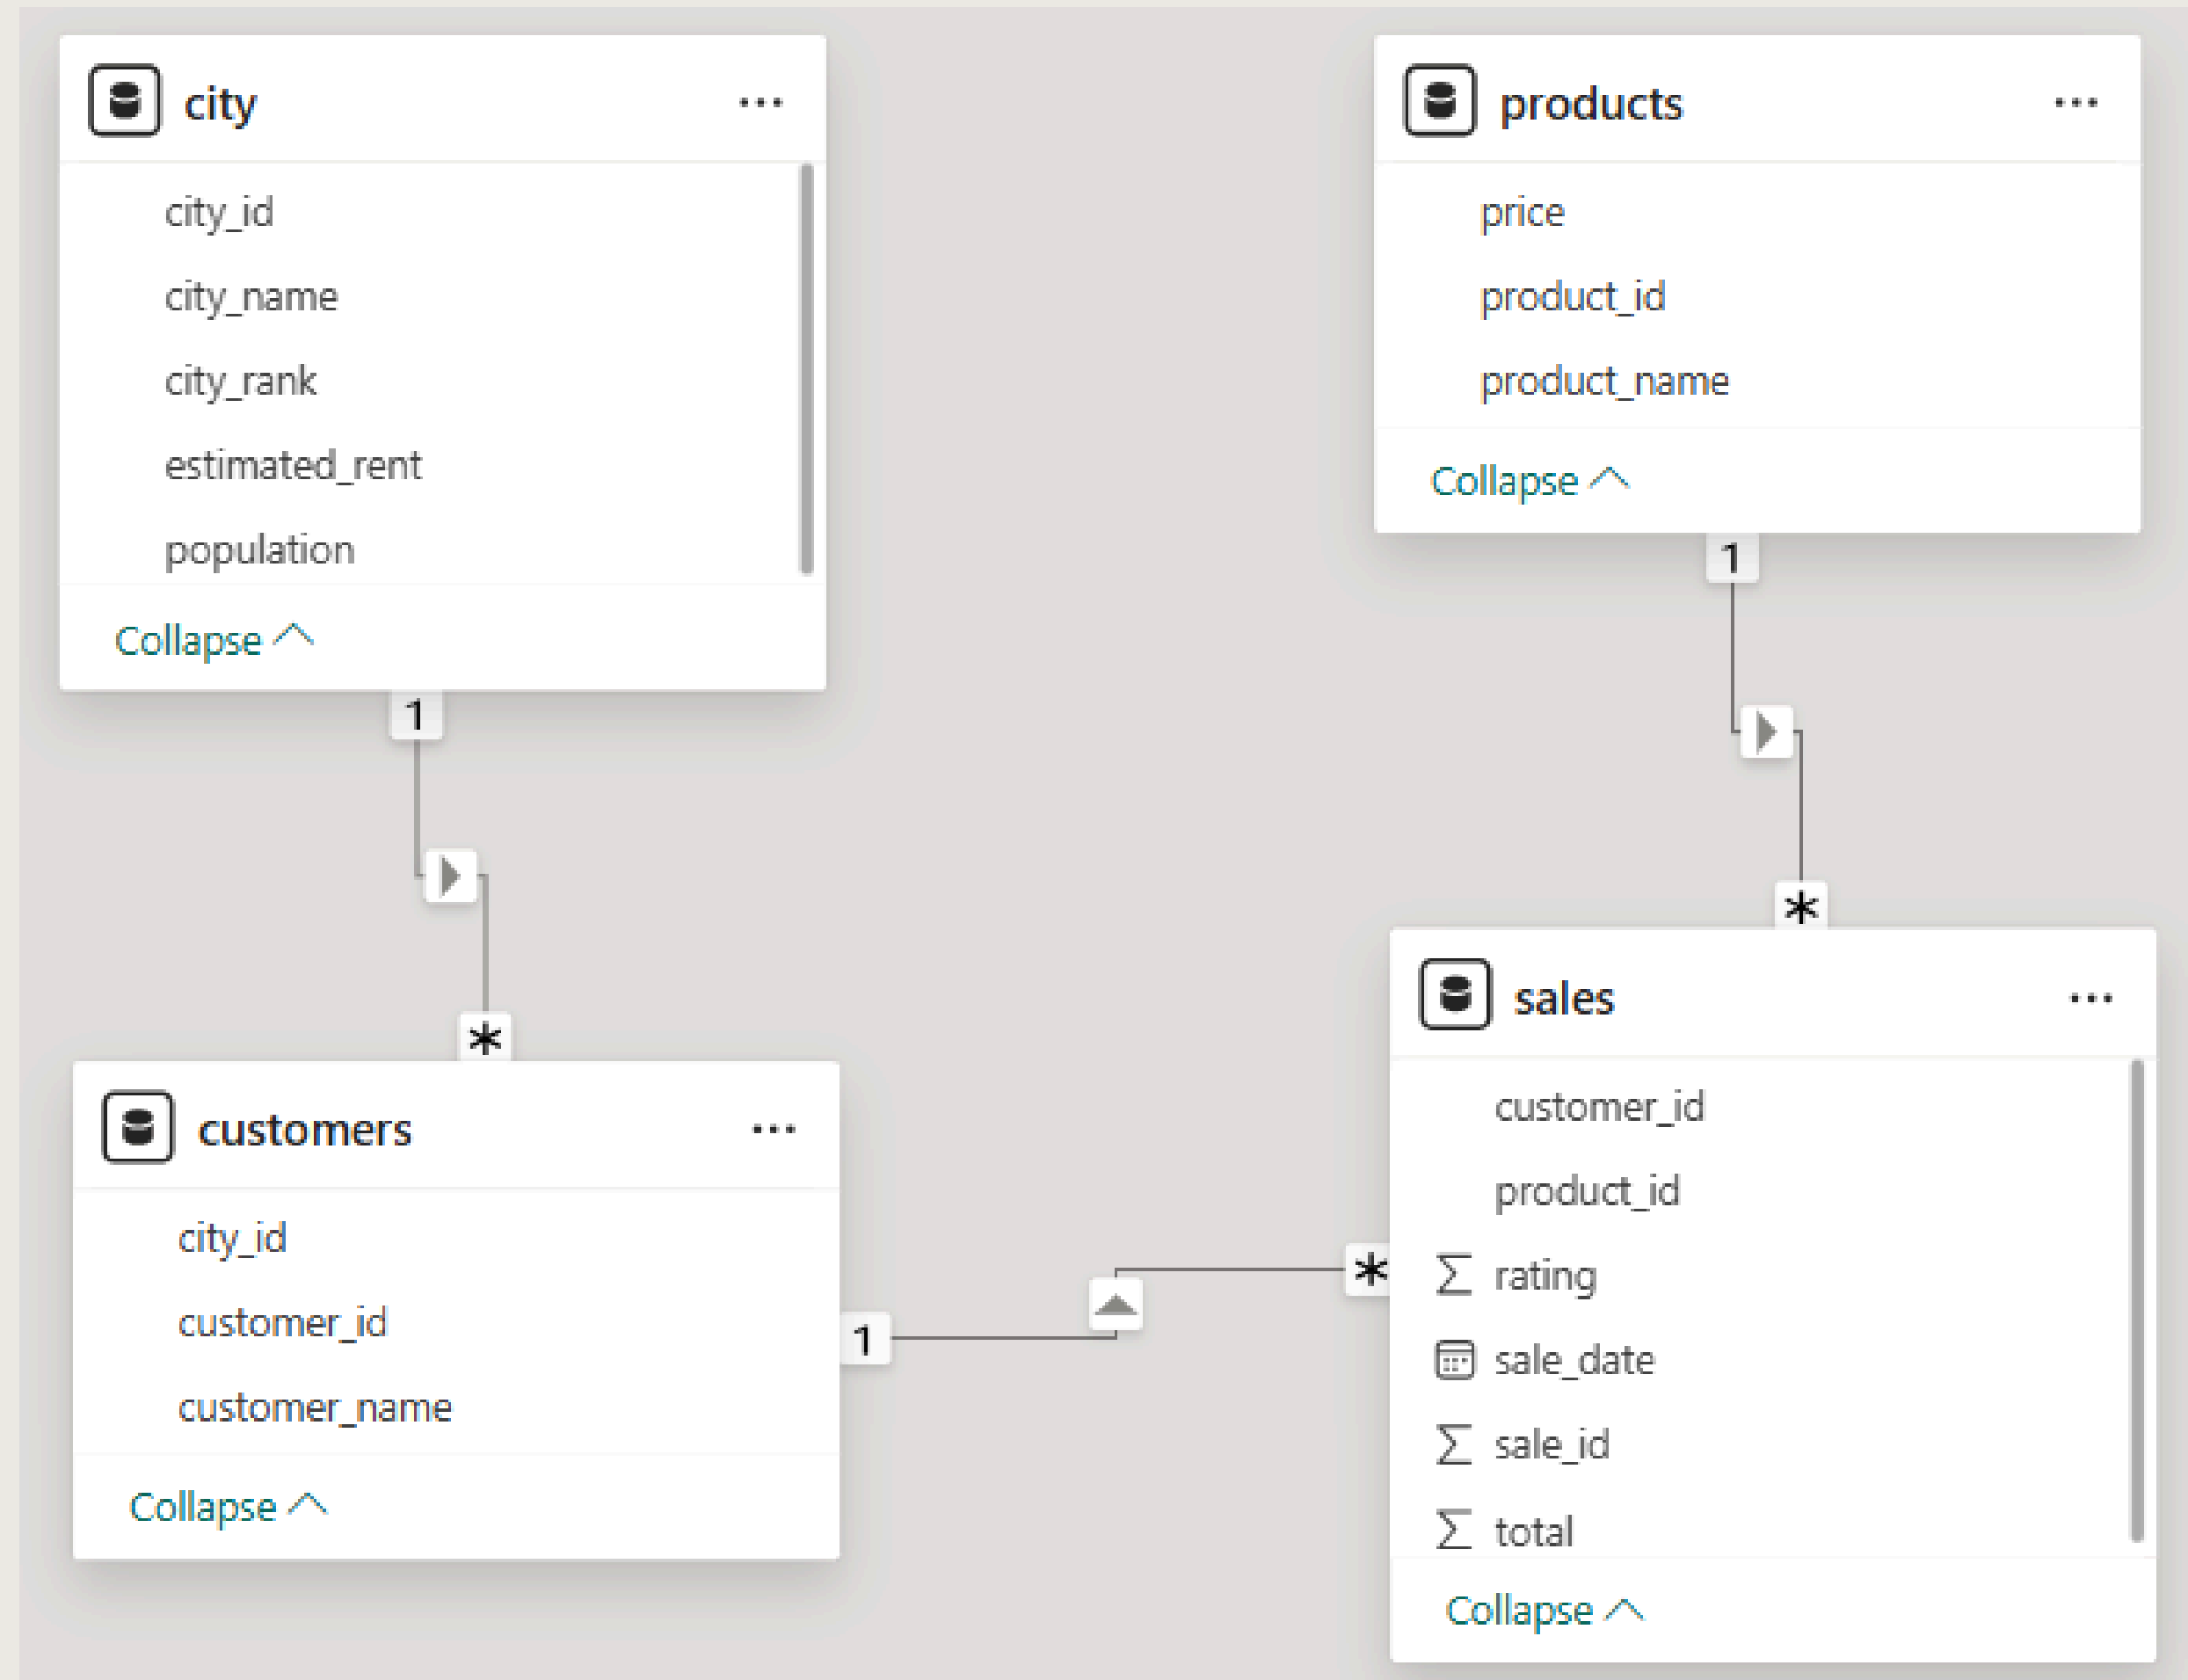 city
city_id
city_name
city_rank
estimated_rent
population
Collapse
1
*
products
price
product_id
product_name
Collapse
1
*
customers
city_id
customer_id
customer_name
Collapse
1
*
sales
customer_id
product_id
∑ rating
sale_date
∑ sale_id
∑ total
Collapse